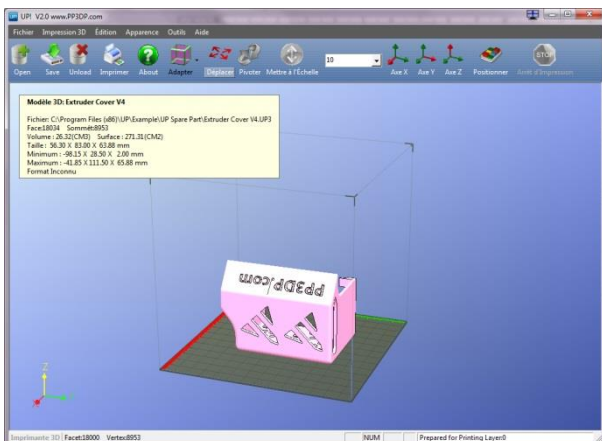 UP! V2.0 www.PP3DP.com
Fichier Impression 3D Édition Apparence Outils Aide
Open Save Unload Imprimer About Adapter Déplacer Pivoter Mettre à l'Échelle 10 Axe X Axe Y Axe Z Positionner Arrêt d'Impression
STOP
Modèle 3D: Extruder Cover V4
Fichier: C:\Program Files (x86)\UP\Example\UP Spare Part\Extruder Cover V4.UP3
Face:18034 Sommet:8953
Volume : 26.32(CM3) Surface : 271.31(CM2)
Taille : 56.30 X 83.00 X 63.88 mm
Minimum : -98.15 X 28.50 X 2.00 mm
Maximum : -41.85 X 111.50 X 65.88 mm
Format Inconnu
PP3DP.com
Z
Imprimante 3D Facet:18000 Vertex:8953 NUM Prepared for Printing Layer:0